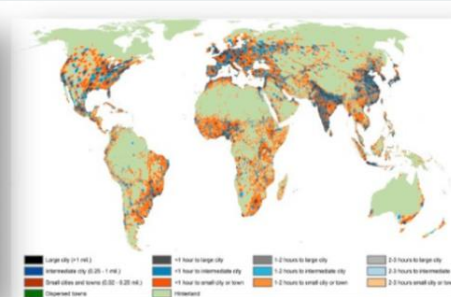 Large city (>1 mil.)
<1 hour to large city
1-2 hours to large city
2-3 hours to large city
Intermediate city (0.25 - 1 mil.)
<1 hour to intermediate city
1-2 hours to intermediate city
2-3 hours to intermediate
Small cities and towns (0.02 - 0.25 mil.)
<1 hour to small city or town
1-2 hours to small city or town
2-3 hours small city or town
Dispersed towns
Hinterland